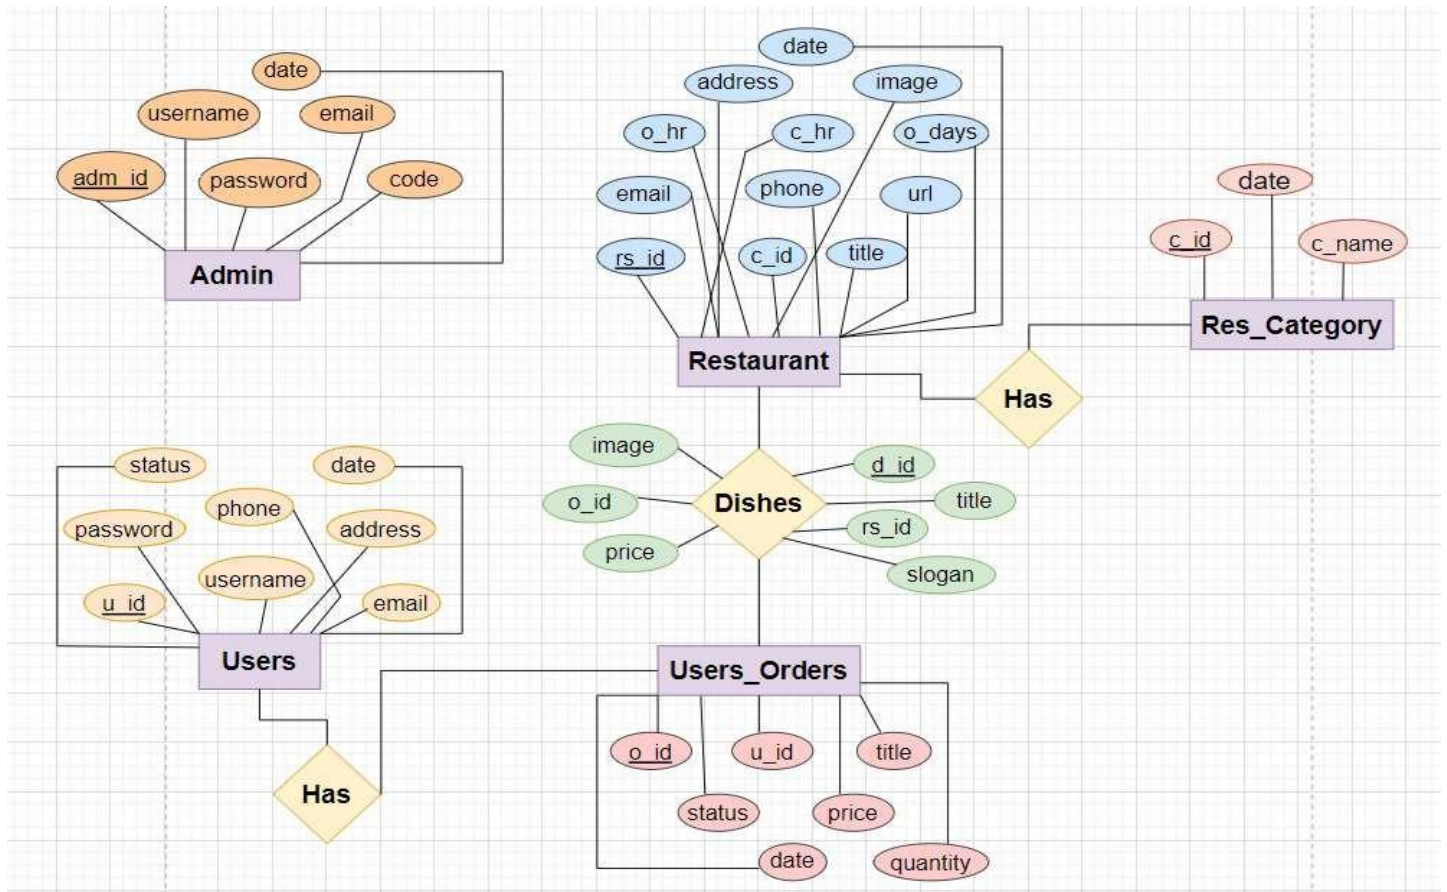 date
username
email
adm_id
password
code
Admin
date
address
image
o_hr
c_hr
o_days
email
phone
url
rs_id
c_id
title
Restaurant
date
c_id
c_name
Res_Category
Has
image
d_id
o_id
Dishes
title
price
rs_id
slogan
status
date
phone
password
address
username
u_id
email
Users
Has
Users_Orders
o_id
u_id
title
status
price
date
quantity